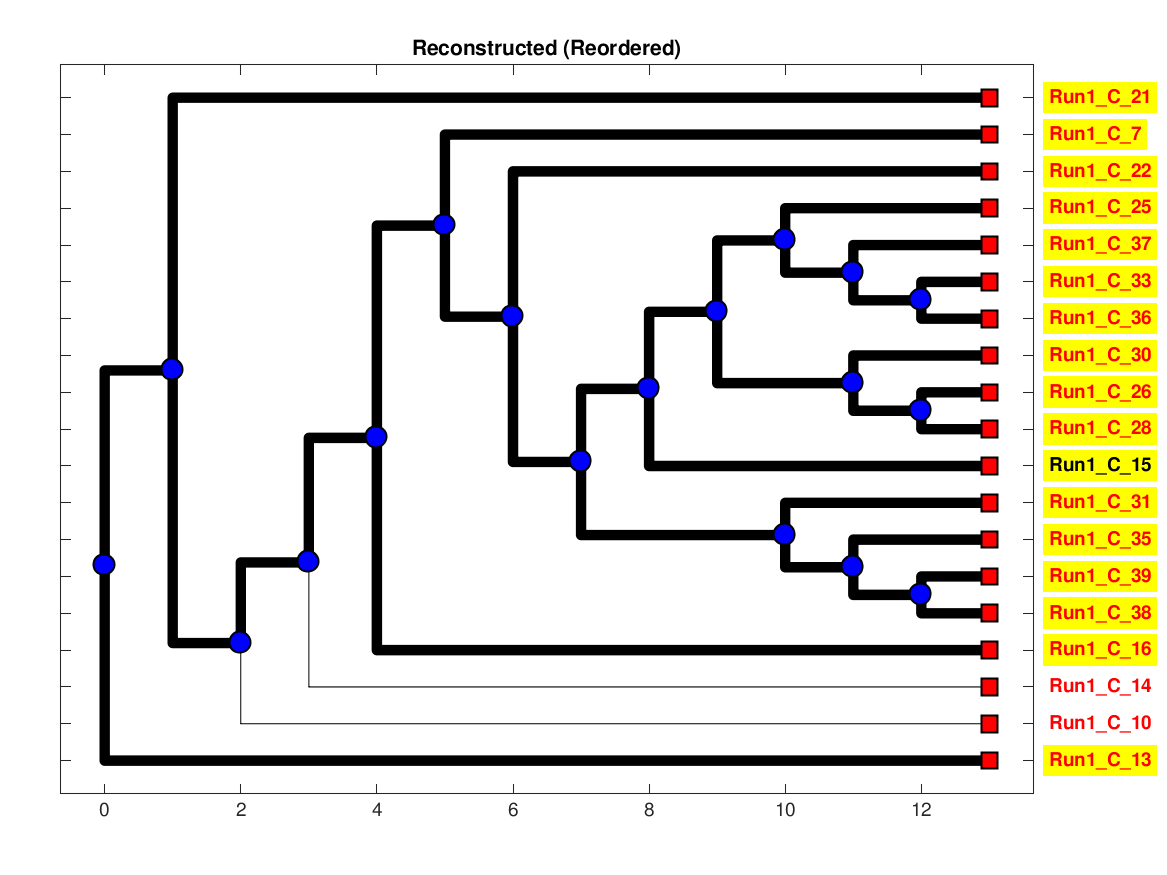 Reconstructed (Reordered)
Run1_C_21
Run1_C_7
Run1_C_22
Run1_C_25
Run1_C_37
Run1_C_33
Run1_C_36
Run1_C_30
Run1_C_26
Run1_C_28
Run1_C_15
Run1_C_31
Run1_C_35
Run1_C_39
Run1_C_38
Run1_C_16
Run1_C_14
Run1_C_10
Run1_C_13
0 2 4 6 8 10 12